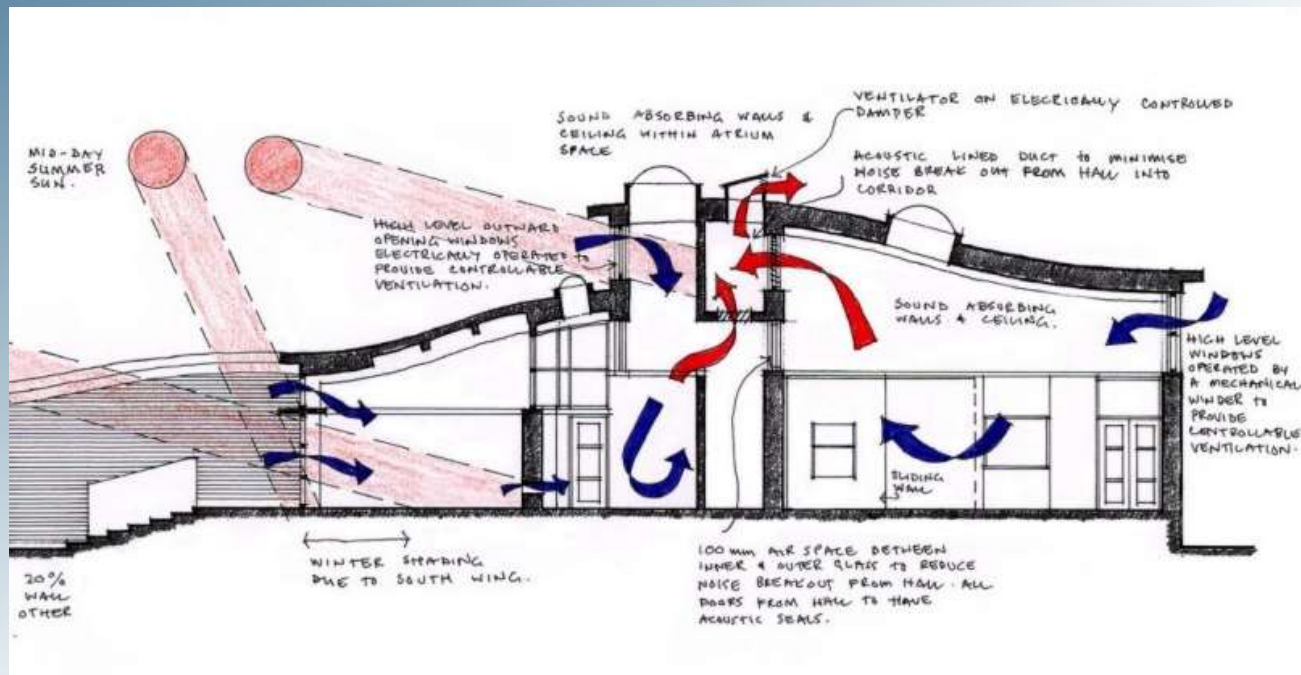 MID-DAY
SUMMER
SUN.
SOUND ABSORBING WALLS &
CEILING WITHIN ATRIUM
SPACE
VENTILATOR ON ELECRICALLY CONTROLLED
DAMPER
ACOUSTIC LINED DUCT TO MINIMISE
NOISE BREAK OUT FROM HALL INTO
CORRIDOR
HIGH LEVEL OUTWARD
OPENING WINDOWS
ELECTRICALLY OPERATED TO
PROVIDE CONTROLLABLE
VENTILATION.
SOUND ABSORBING
WALLS & CEILING.
HIGH LEVEL
WINDOWS
OPERATED BY
A MECHANICAL
WINDER TO
PROVIDE
CONTROLLABLE
VENTILATION.
SLIDING
WALL
WINTER SHADING
DUE TO SOUTH WING.
100 mm AIR SPACE BETWEEN
INNER & OUTER GLASS TO REDUCE
NOISE BREAKOUT FROM HALL. ALL
DOORS FROM HALL TO HAVE
ACOUSTIC SEALS.
20%
WALL
OTHER